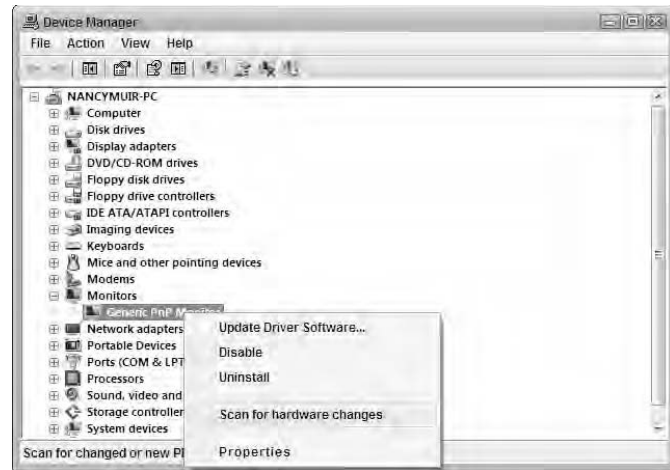 Device Manager
File Action View Help
NANCYMUIR-PC
Computer
Disk drives
Display adapters
DVD/CD-ROM drives
Floppy disk drives
Floppy drive controllers
IDE ATA/ATAPI controllers
Imaging devices
Keyboards
Mice and other pointing devices
Modems
Monitors
Generic PnP Monitor
Network adapters
Portable Devices
Ports (COM & LPT
Processors
Sound, video and
Storage controller
System devices
Update Driver Software...
Disable
Uninstall
Scan for hardware changes
Properties
Scan for changed or new Pl